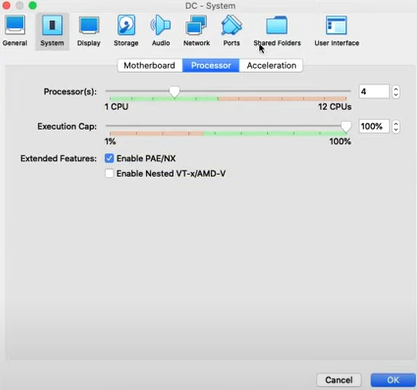 DC - System
General System Display Storage Audio Network Ports Shared Folders User Interface
Motherboard Processor Acceleration
Processor(s): 4
1 CPU 12 CPUs
Execution Cap: 100%
1% 100%
Extended Features: Enable PAE/NX
Enable Nested VT-x/AMD-V
Cancel OK